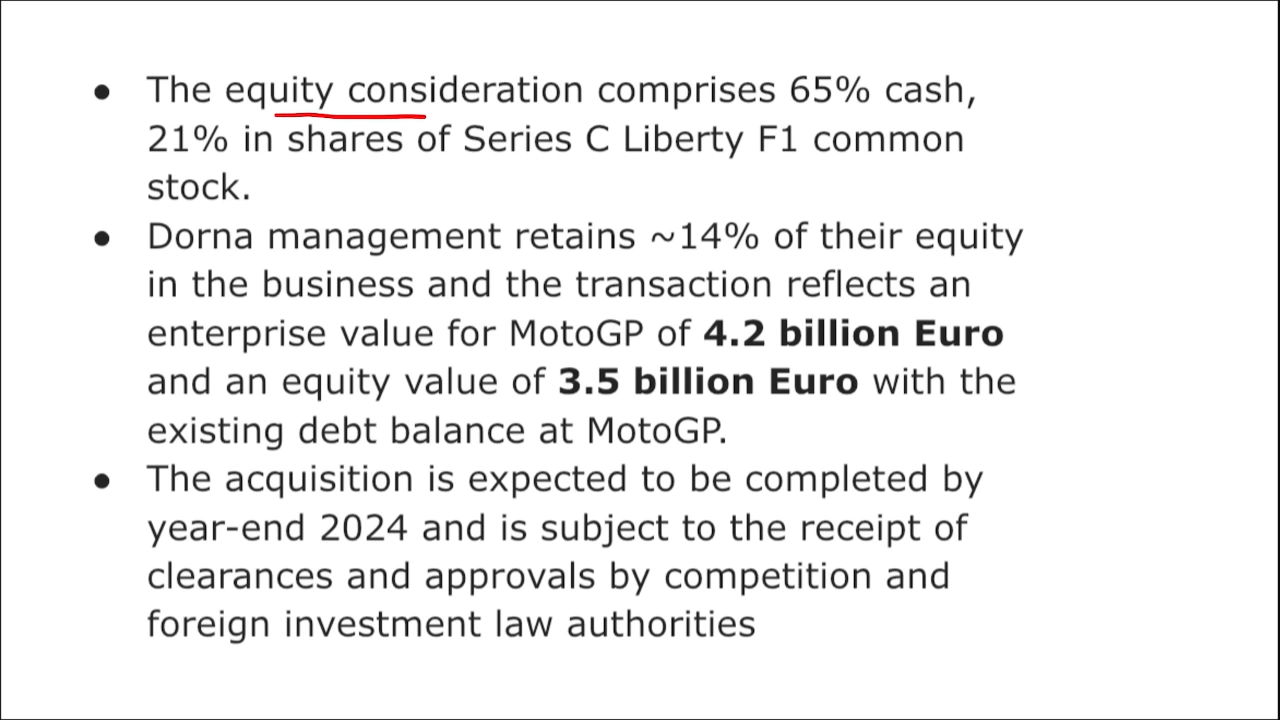 ● The equity consideration comprises 65% cash,
21% in shares of Series C Liberty F1 common
stock.
● Dorna management retains ~14% of their equity
in the business and the transaction reflects an
enterprise value for MotoGP of 4.2 billion Euro
and an equity value of 3.5 billion Euro with the
existing debt balance at MotoGP.
● The acquisition is expected to be completed by
year-end 2024 and is subject to the receipt of
clearances and approvals by competition and
foreign investment law authorities